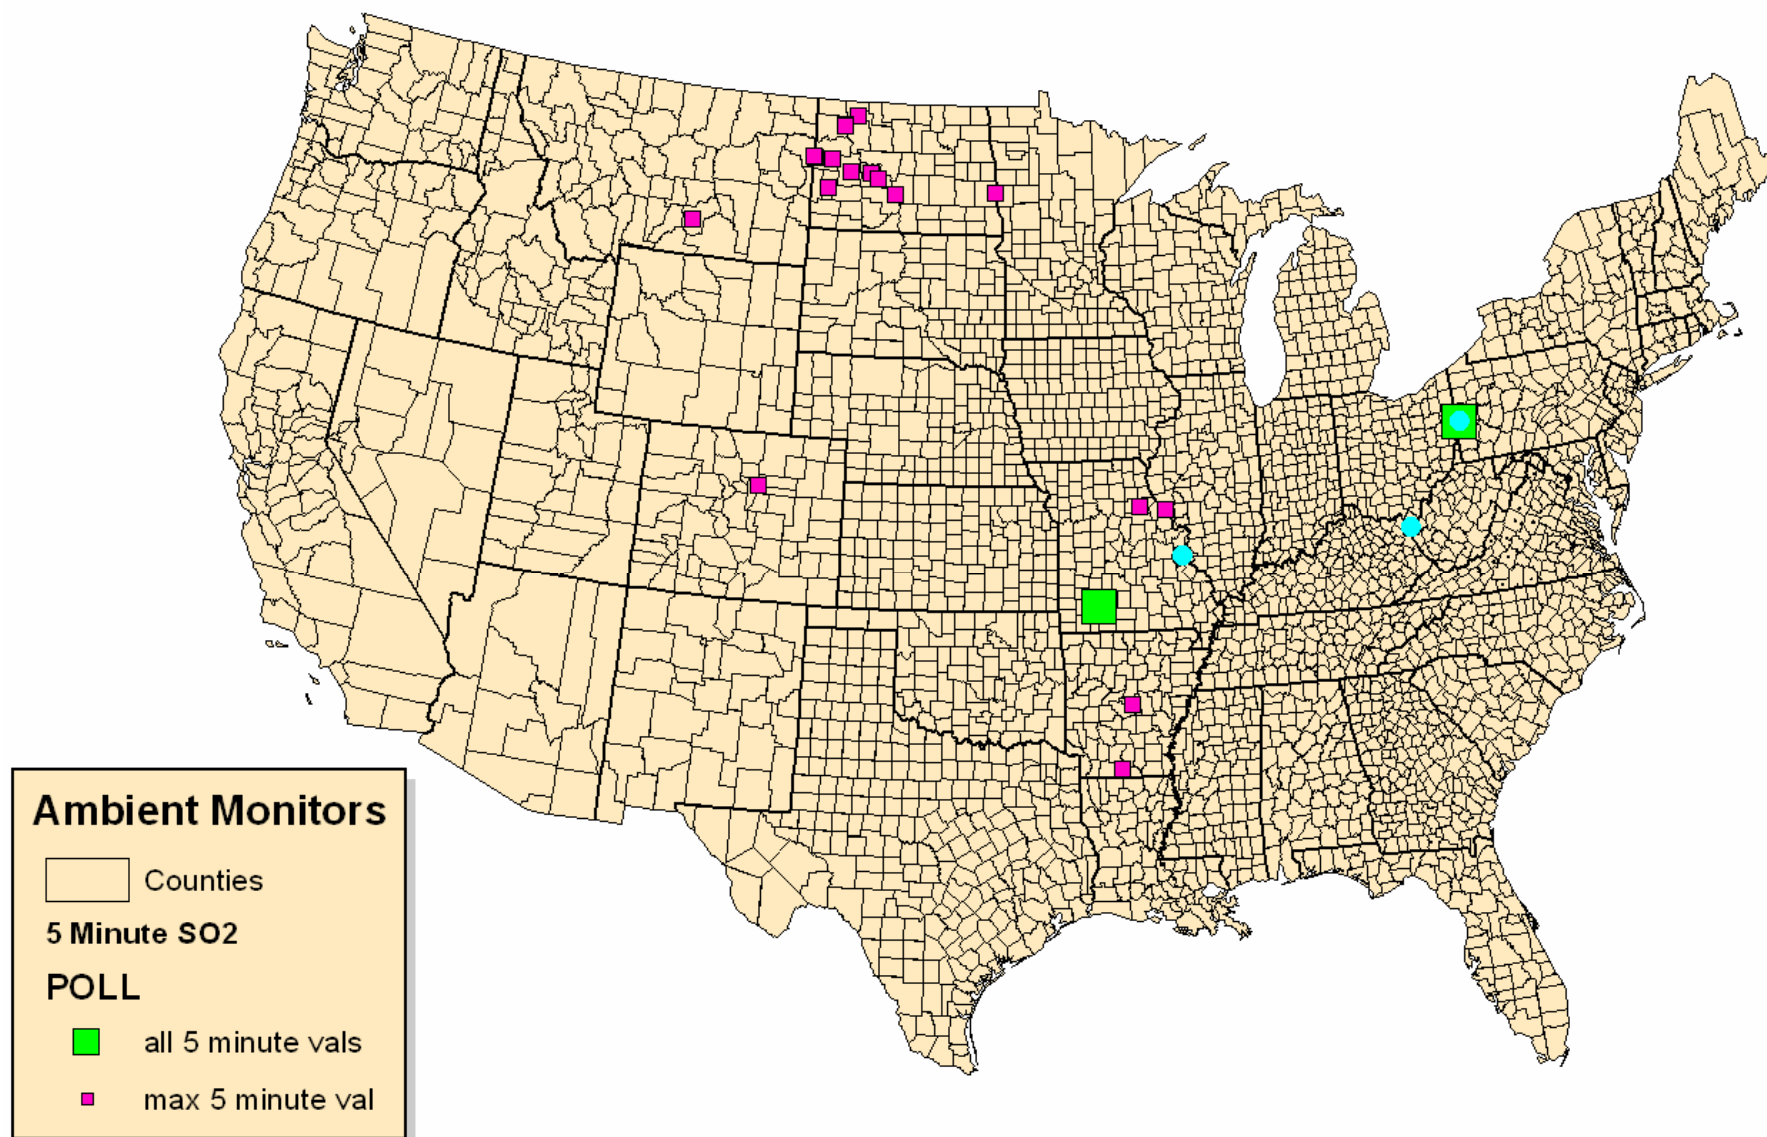 Ambient Monitors
Counties
5 Minute SO2
POLL
all 5 minute vals
max 5 minute val